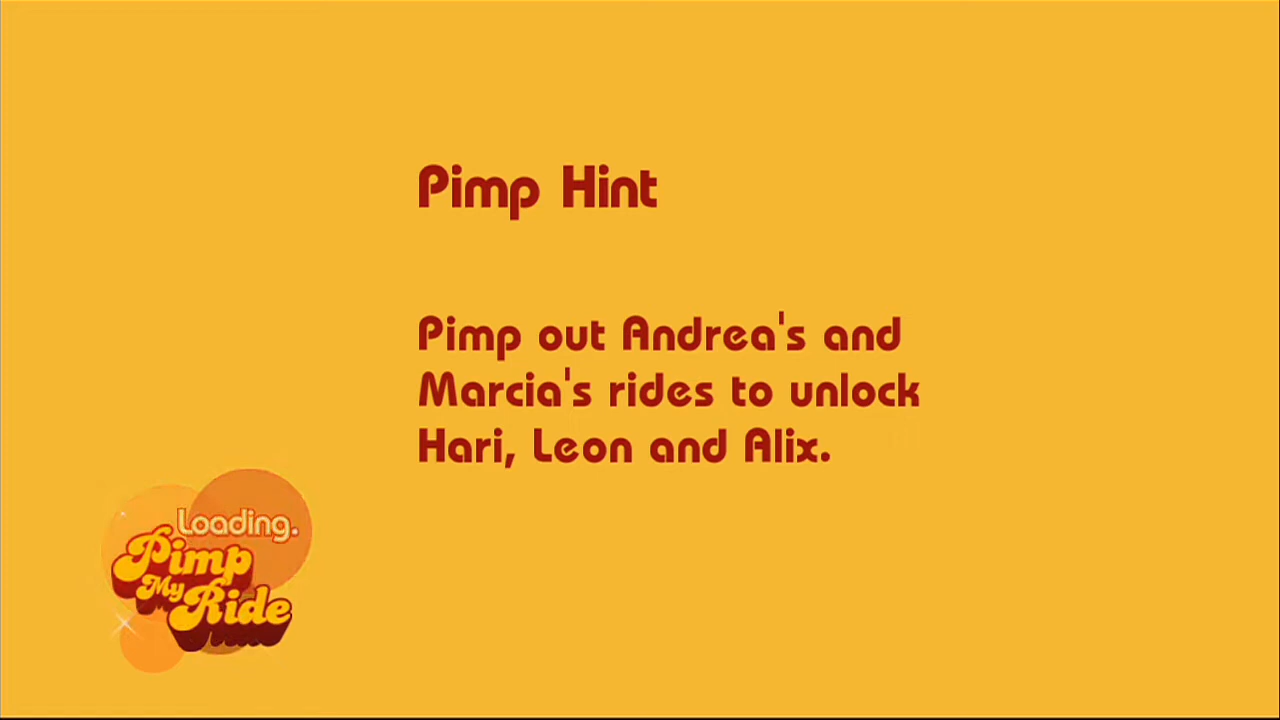 Pimp Hint
Pimp out Andrea's and
Marcia's rides to unlock
Hari, Leon and Alix.
Loading.
Pimp
My
Ride